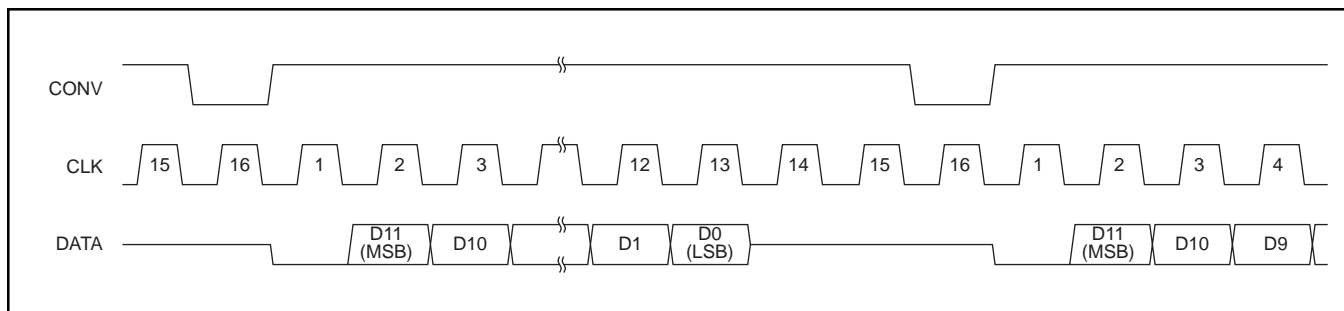 CONV
CLK 15 16 1 2 3 12 13 14 15 16 1 2 3 4
DATA D11 (MSB) D10 D1 D0 (LSB) D11 (MSB) D10 D9